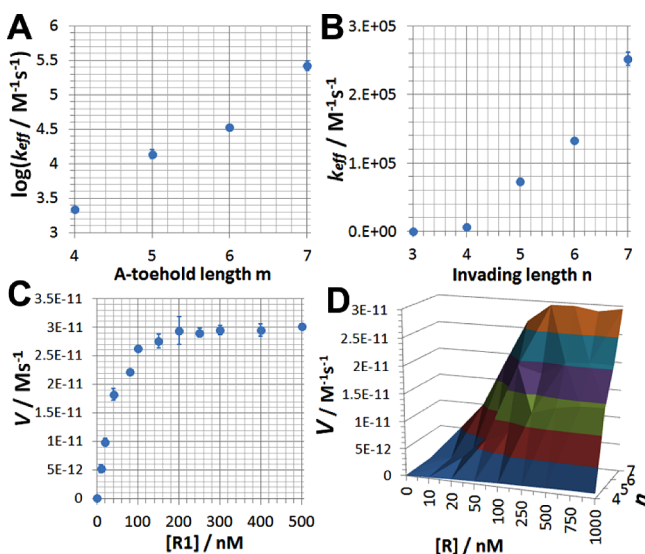 A
log(keff / M-1s-1)
6
5.5
5
4.5
4
3.5
3
4 5 6 7
A-toehold length m
B
keff / M-1s-1
3.E+05
2.E+05
1.E+05
0.E+00
3 4 5 6 7
Invading length n
C
V / Ms-1
3.5E-11
3E-11
2.5E-11
2E-11
1.5E-11
1E-11
5E-12
0
0 100 200 300 400 500
[R1] / nM
D
V / M-1s-1
3E-11
2E-11
2E-11
1E-11
1E-11
5E-12
0
0 10 20 50 100 250 500 750 1000
[R] / nM
4 5 6 7
n